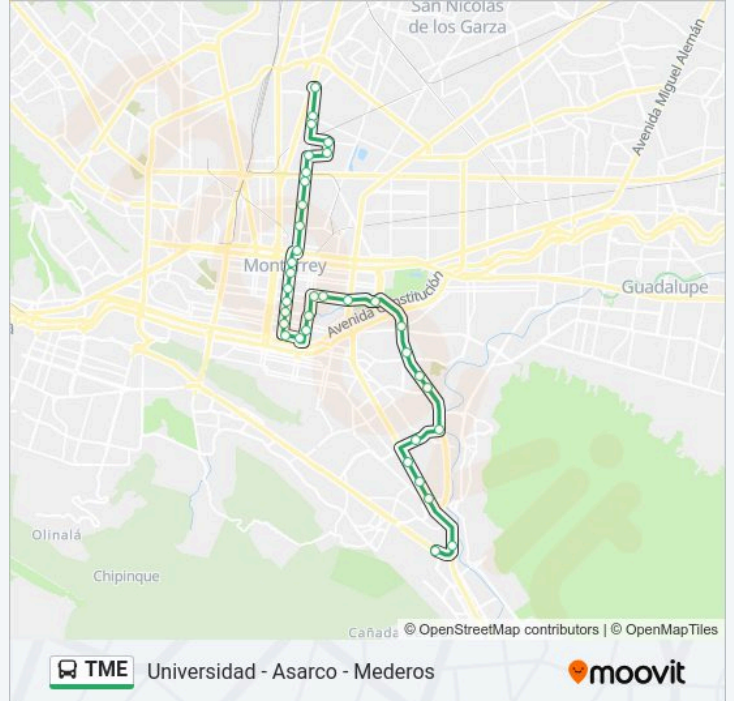 San Nicolás
de los Garza
Avenida Miguel Alemán
Monterrey
Guadalupe
Avenida Constitución
Olinalá
Chipinque
© OpenStreetMap contributors | © OpenMapTiles
Cañada
TME Universidad - Asarco - Mederos
moovit